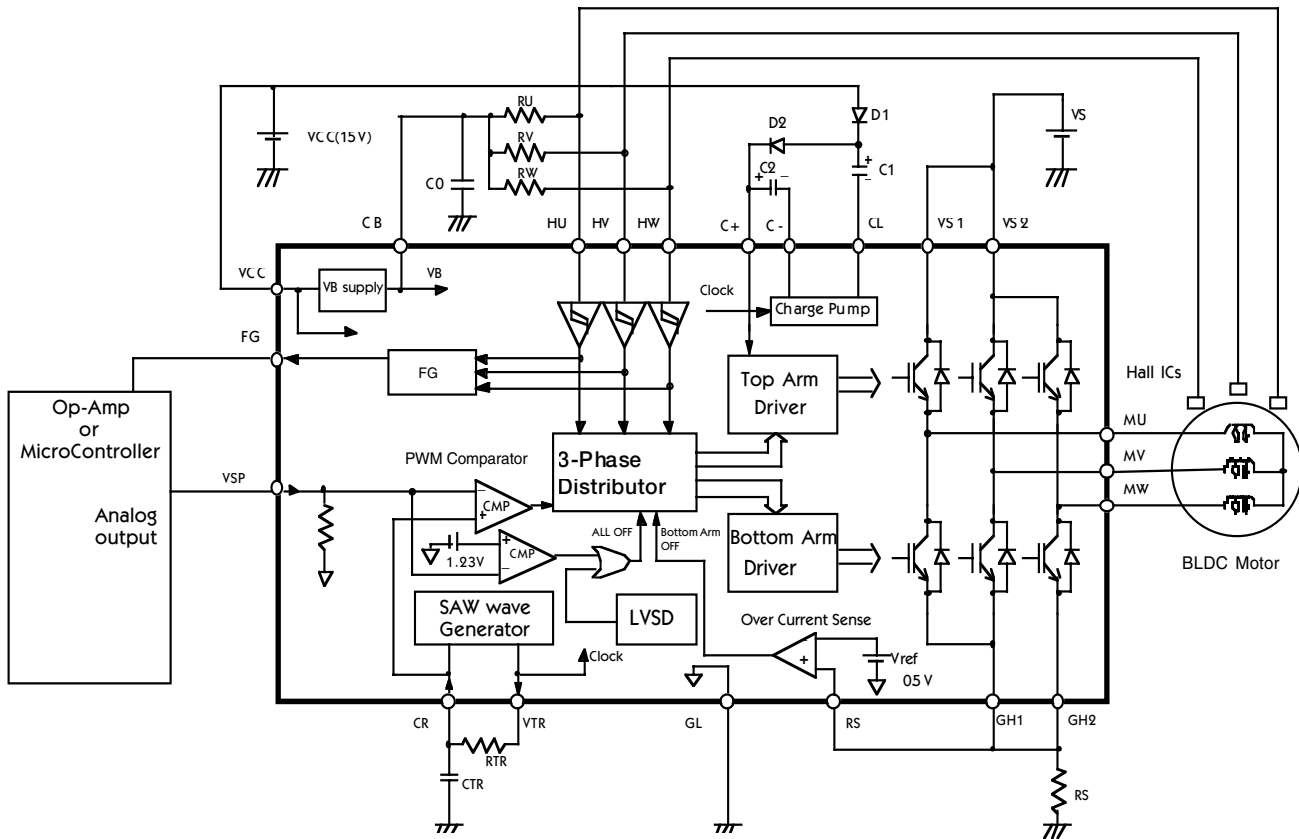 RU
VCC(15V)
RV
RW
C0
D2
D1
C2
+
-
+
-
C1
VS
CB
HU
HV
HW
C+
C-
CL
VS1
VS2
VCC
VB supply
VB
Clock
Charge Pump
FG
FG
Top Arm
Driver
Hall ICs
Op-Amp
or
MicroController
Analog
output
MU
MV
MW
PWM Comparator
3-Phase
Distributor
VSP
-
+
CMP
ALL OFF
Bottom Arm
OFF
Bottom Arm
Driver
1.23V
+
-
CMP
BLDC Motor
SAW wave
Generator
LVSD
Over Current Sense
-
+
Vref
05V
Clock
CR
VTR
GL
RS
GH1
GH2
RTR
CTR
RS